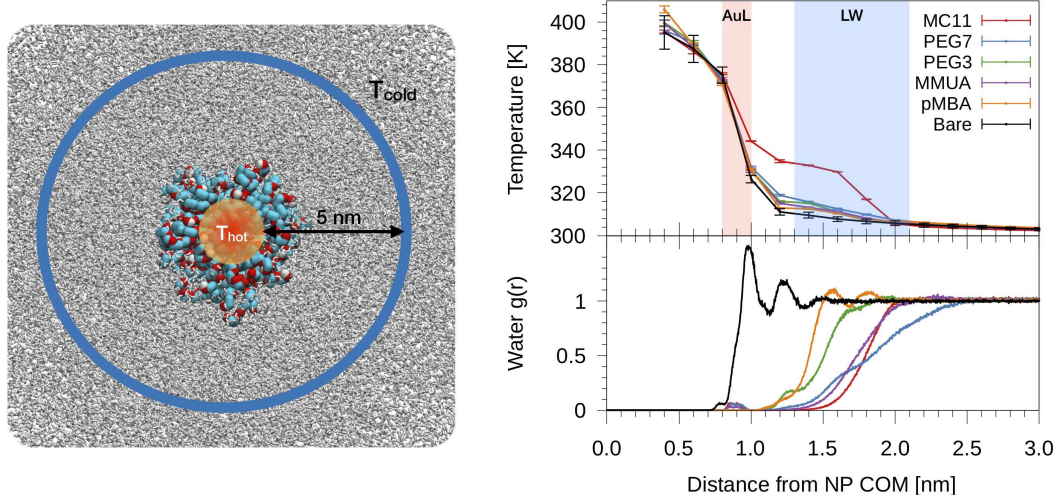 T_cold
5 nm
T_hot
Temperature [K]
400
380
360
340
320
300
AuL
LW
MC11
PEG7
PEG3
MMUA
pMBA
Bare
Water g(r)
1
0.5
0
0.0
0.5
1.0
1.5
2.0
2.5
3.0
Distance from NP COM [nm]